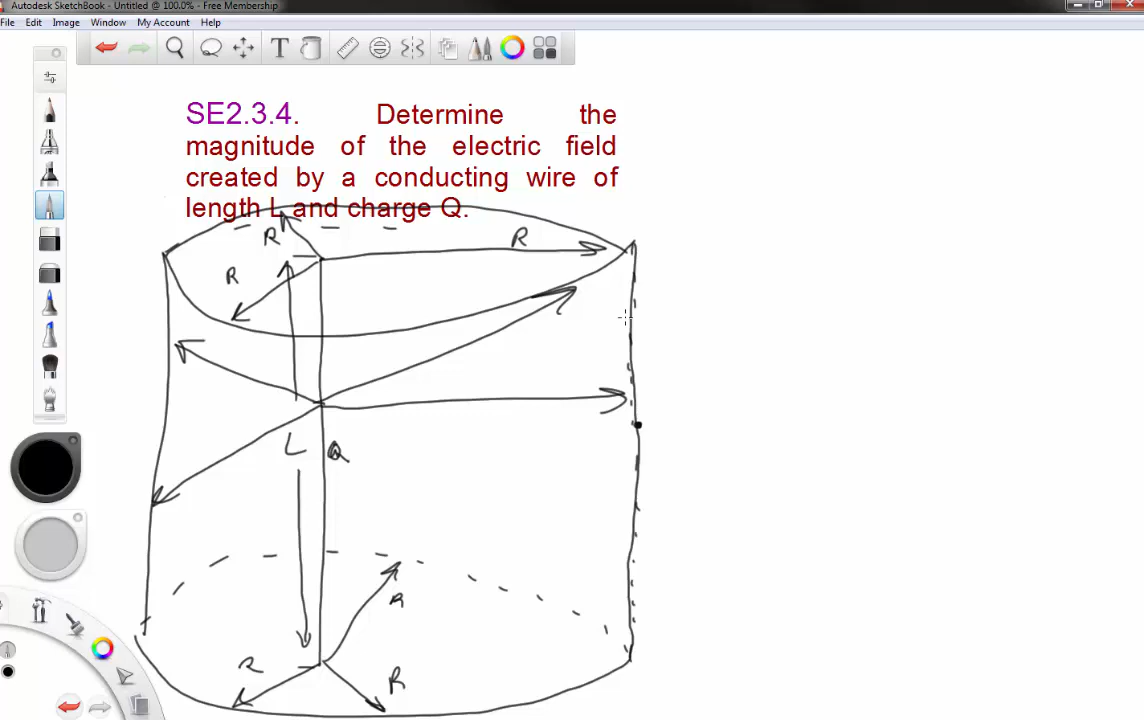 Autodesk SketchBook - Untitled @ 100.0% - Free Membership
File Edit Image Window My Account Help
T
SE2.3.4. Determine the
magnitude of the electric field
created by a conducting wire of
length L and charge Q.
R R
R
L Q
R
R R